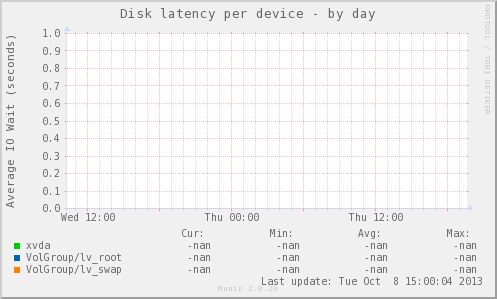 Disk latency per device - by day
RRDTOOL / TOBI OETIKER
Average IO Wait (seconds)
1.0
0.9
0.8
0.7
0.6
0.5
0.4
0.3
0.2
0.1
0.0
Wed 12:00 Thu 00:00 Thu 12:00
Cur: Min: Avg: Max:
xvda -nan -nan -nan -nan
VolGroup/lv_root -nan -nan -nan -nan
VolGroup/lv_swap -nan -nan -nan -nan
Last update: Tue Oct 8 15:00:04 2013
Munin 2.0.20